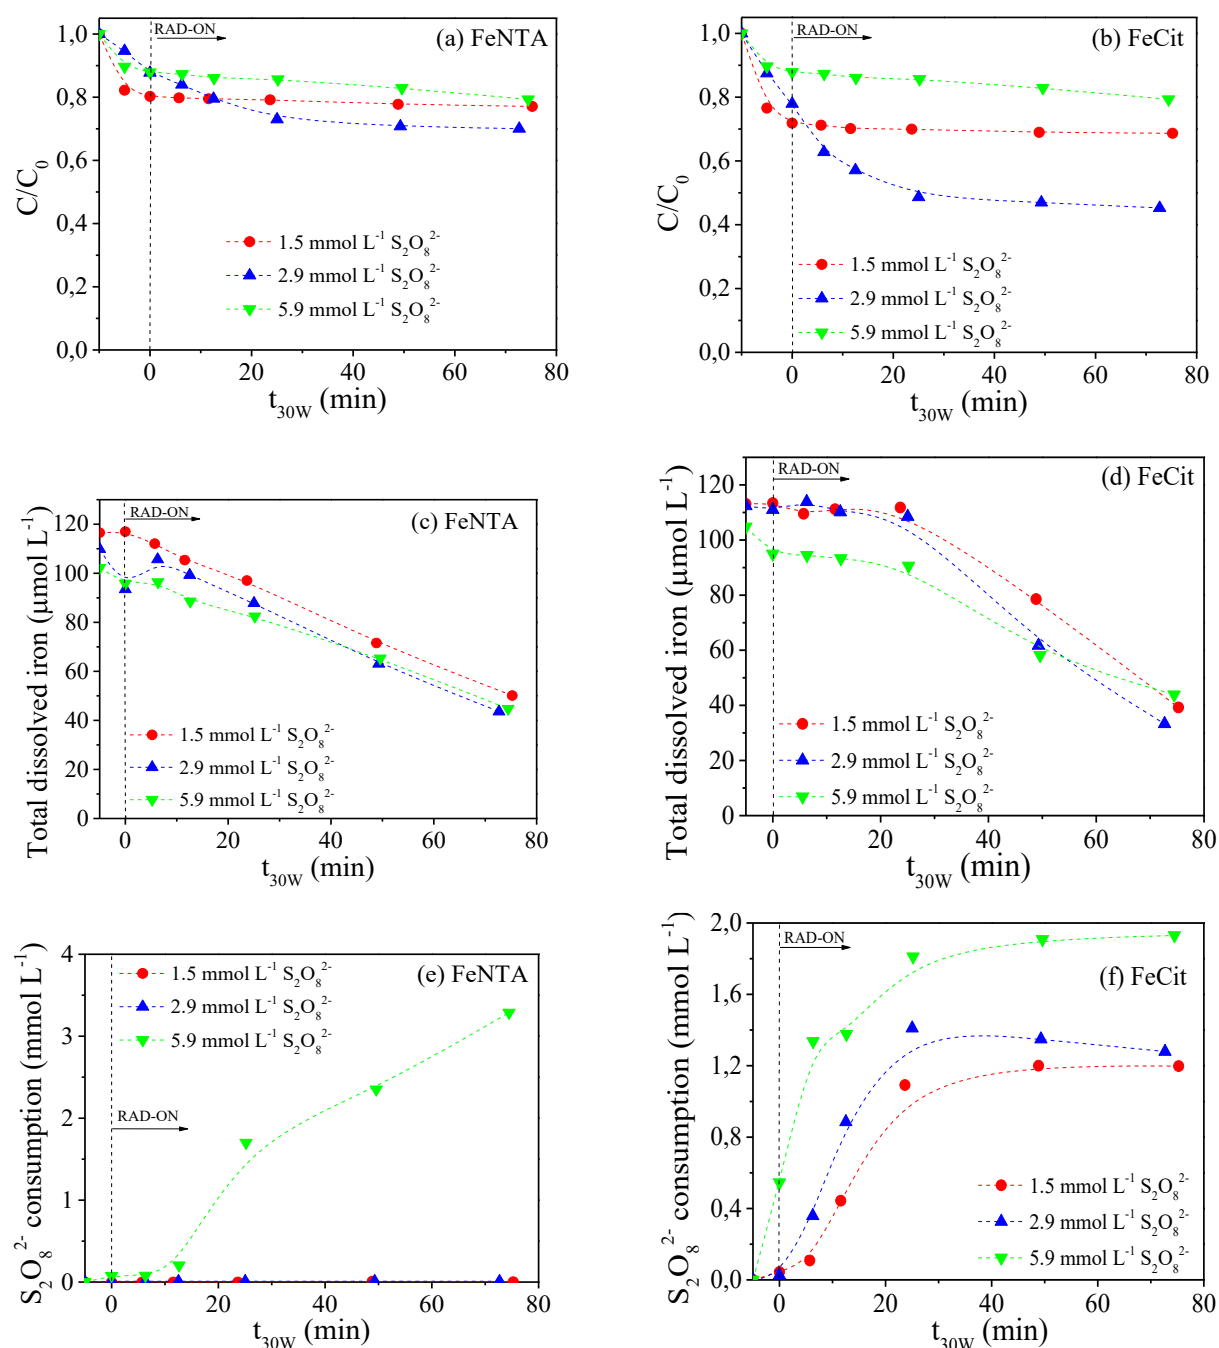 RAD-ON
(a) FeNTA
1,0
0,8
0,6
0,4
0,2
0,0
C/C₀
1.5 mmol L⁻¹ S₂O₈²⁻
2.9 mmol L⁻¹ S₂O₈²⁻
5.9 mmol L⁻¹ S₂O₈²⁻
0 20 40 60 80
t₃₀W (min)
RAD-ON
(b) FeCit
1,0
0,8
0,6
0,4
0,2
0,0
C/C₀
1.5 mmol L⁻¹ S₂O₈²⁻
2.9 mmol L⁻¹ S₂O₈²⁻
5.9 mmol L⁻¹ S₂O₈²⁻
0 20 40 60 80
t₃₀W (min)
RAD-ON
(c) FeNTA
120
100
80
60
40
20
0
Total dissolved iron (μmol L⁻¹)
1.5 mmol L⁻¹ S₂O₈²⁻
2.9 mmol L⁻¹ S₂O₈²⁻
5.9 mmol L⁻¹ S₂O₈²⁻
0 20 40 60 80
t₃₀W (min)
RAD-ON
(d) FeCit
120
100
80
60
40
20
0
Total dissolved iron (μmol L⁻¹)
1.5 mmol L⁻¹ S₂O₈²⁻
2.9 mmol L⁻¹ S₂O₈²⁻
5.9 mmol L⁻¹ S₂O₈²⁻
0 20 40 60 80
t₃₀W (min)
4
3
2
1
0
S₂O₈²⁻ consumption (mmol L⁻¹)
1.5 mmol L⁻¹ S₂O₈²⁻
2.9 mmol L⁻¹ S₂O₈²⁻
5.9 mmol L⁻¹ S₂O₈²⁻
(e) FeNTA
RAD-ON
0 20 40 60 80
t₃₀W (min)
2,0
1,6
1,2
0,8
0,4
0,0
S₂O₈²⁻ consumption (mmol L⁻¹)
RAD-ON
(f) FeCit
1.5 mmol L⁻¹ S₂O₈²⁻
2.9 mmol L⁻¹ S₂O₈²⁻
5.9 mmol L⁻¹ S₂O₈²⁻
0 20 40 60 80
t₃₀W (min)